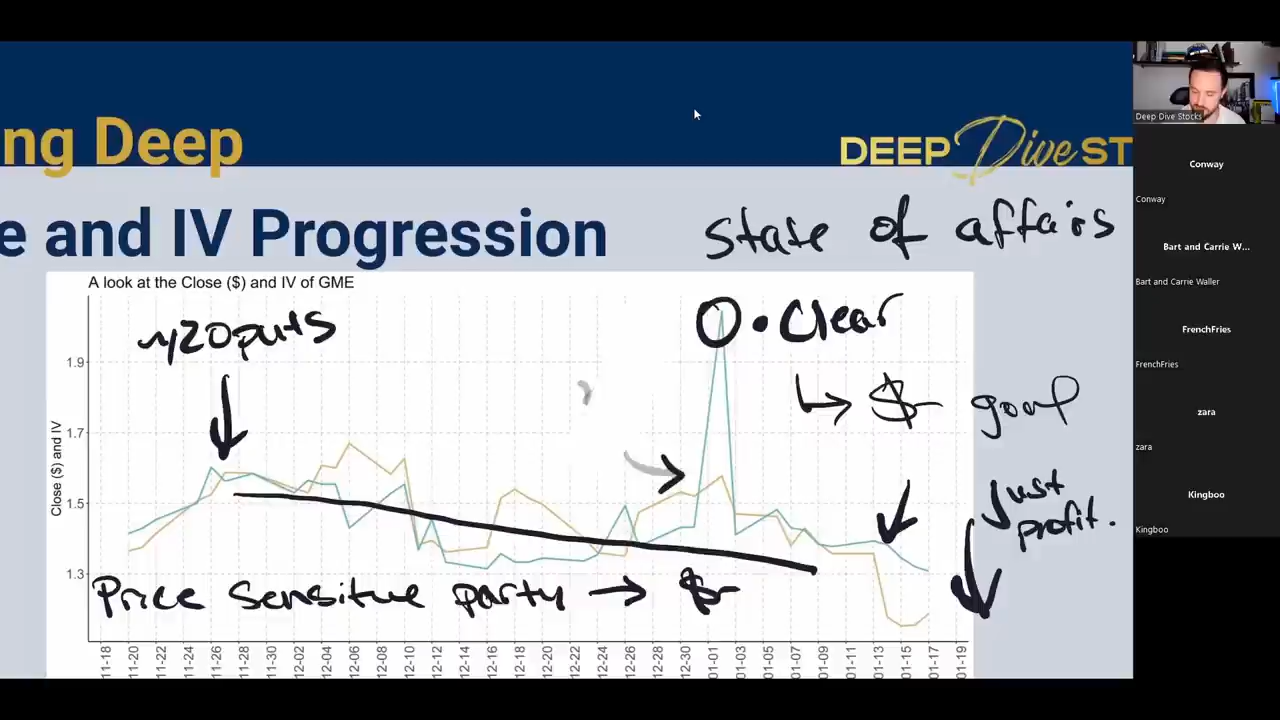 ng Deep
DEEP Dive ST
e and IV Progression
state of affairs
A look at the Close ($) and IV of GME
~120puts
O • Clear
↳ $ goal
Just
profit.
Price Sensitive party → $
Close ($) and IV
1.9
1.7
1.5
1.3
11-18 11-20 11-22 11-24 11-26 11-28 11-30 12-02 12-04 12-06 12-08 12-10 12-12 12-14 12-16 12-18 12-20 12-22 12-24 12-26 12-28 12-30 01-01 01-03 01-05 01-07 01-09 01-11 01-13 01-15 01-17 01-19
Deep Dive Stocks
Conway
Conway
Bart and Carrie W...
Bart and Carrie Waller
FrenchFries
FrenchFries
zara
zara
Kingboo
Kingboo